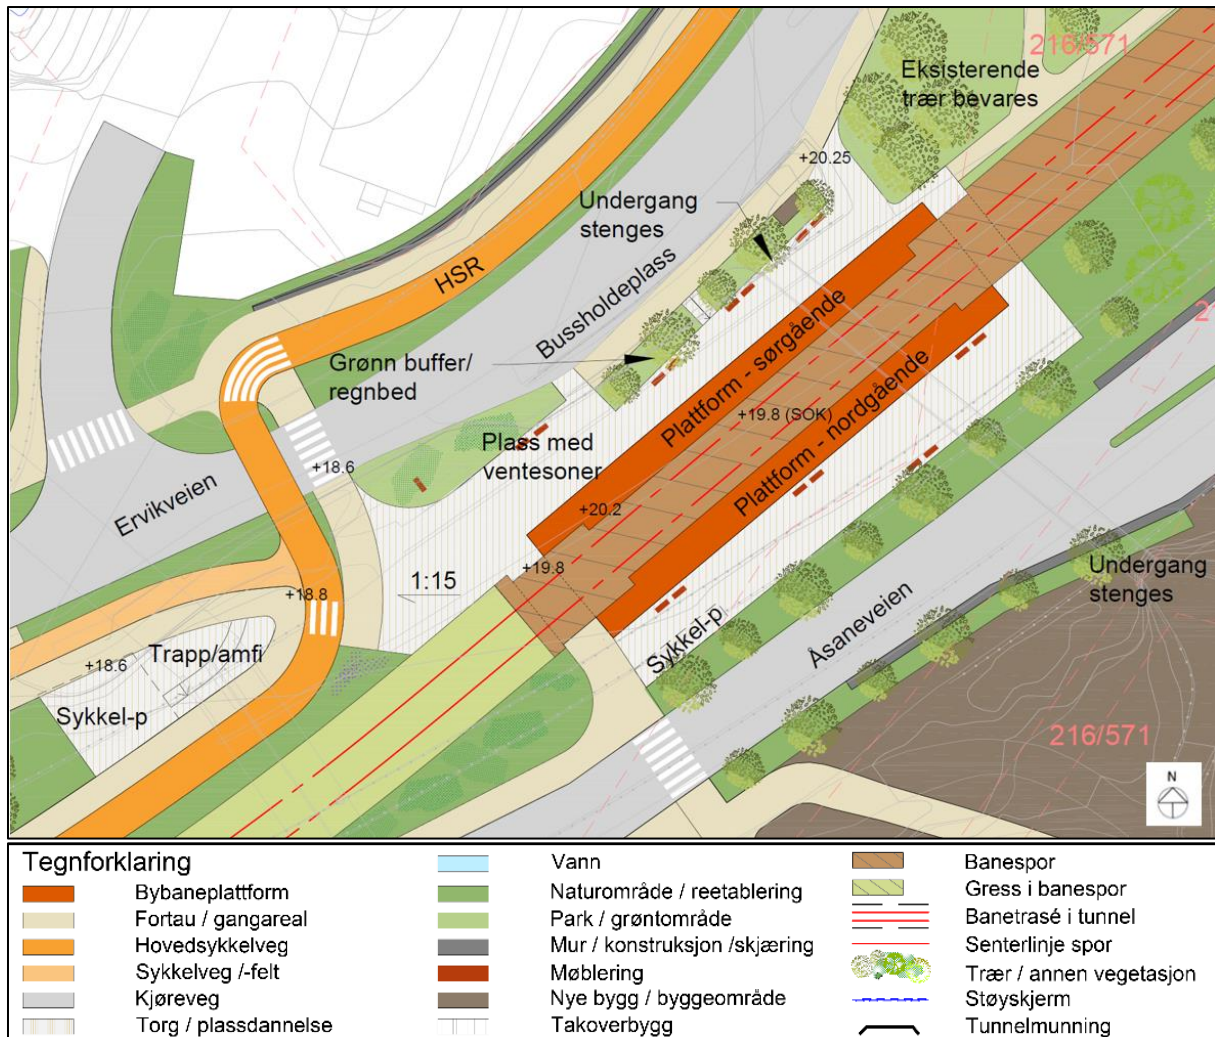 216/571
Eksisterende
trær bevares
+20.25
Undergang
stenges
HSR
Bussholdeplass
Grønn buffer/
regnbed
Plattform - sørgående
+19.8 (SOK)
Plattform - nordgående
Plass med
ventesoner
+18.6
Ervikveien
+20.2
+19.8
1:15
+18.8
Undergang
stenges
Åsaneveien
Sykkel-p
Trapp/amfi
+18.6
Sykkel-p
216/571
N
Tegnforklaring
Bybaneplattform
Fortau / gangareal
Hovedsykkelveg
Sykkelveg /-felt
Kjøreveg
Torg / plassdannelse
Vann
Naturområde / reetablering
Park / grøntområde
Mur / konstruksjon /skjæring
Møblering
Nye bygg / byggeområde
Takoverbygg
Banespor
Gress i banespor
Banetrasé i tunnel
Senterlinje spor
Trær / annen vegetasjon
Støyskjerm
Tunnelmunning